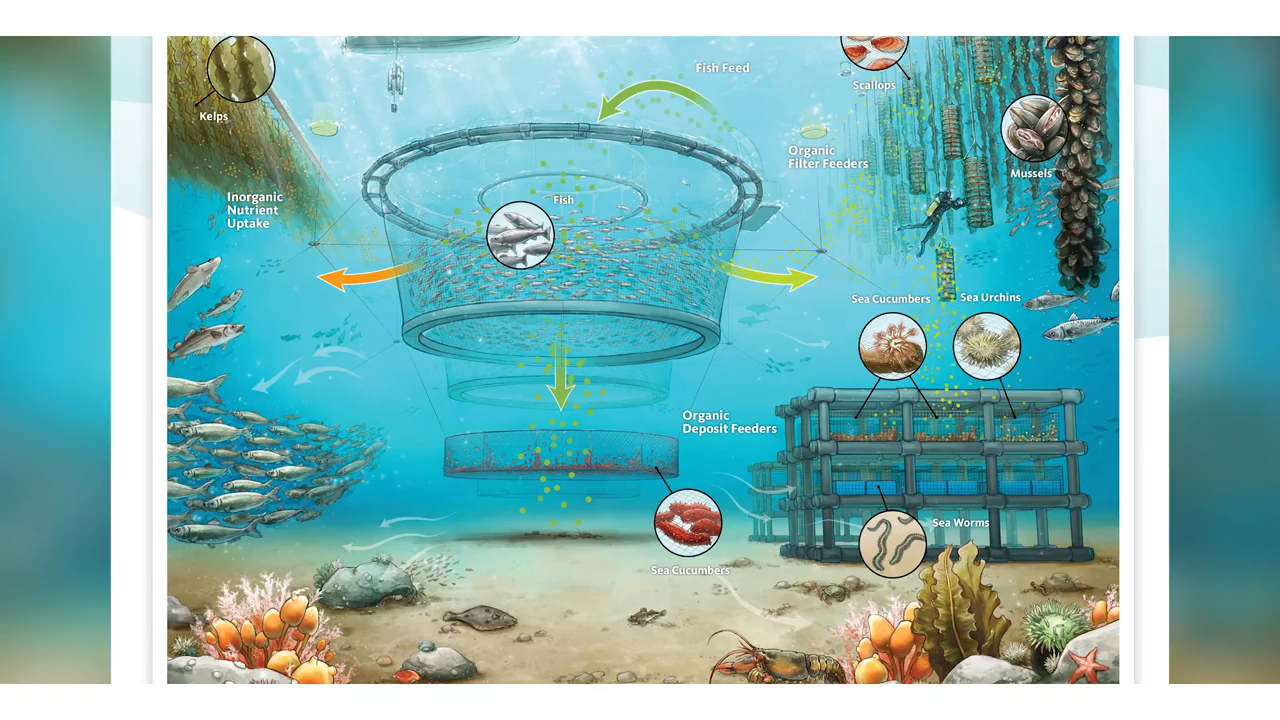 Fish Feed
Scallops
Kelps
Organic
Filter Feeders
Mussels
Inorganic
Nutrient
Uptake
Fish
Sea Cucumbers
Sea Urchins
Organic
Deposit Feeders
Sea Worms
Sea Cucumbers